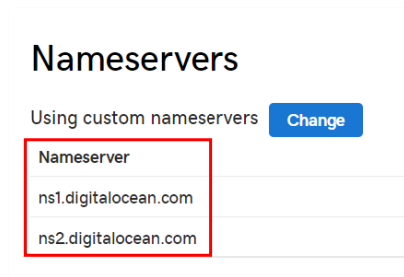 Nameservers
Using custom nameservers Change
Nameserver
ns1.digitalocean.com
ns2.digitalocean.com